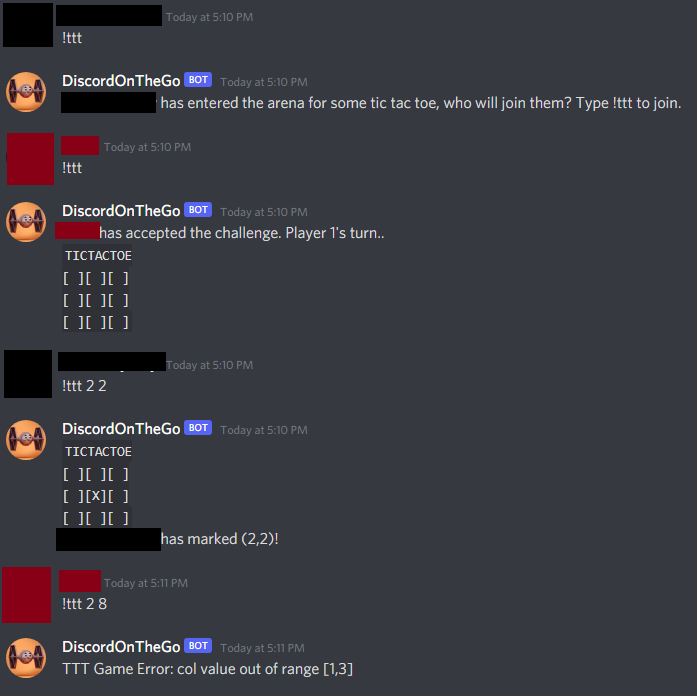 Today at 5:10 PM
!ttt
DiscordOnTheGo BOT Today at 5:10 PM
has entered the arena for some tic tac toe, who will join them? Type !ttt to join.
Today at 5:10 PM
!ttt
DiscordOnTheGo BOT Today at 5:10 PM
has accepted the challenge. Player 1's turn..
TICTACTOE
[ ][ ][ ]
[ ][ ][ ]
[ ][ ][ ]
Today at 5:10 PM
!ttt 2 2
DiscordOnTheGo BOT Today at 5:10 PM
TICTACTOE
[ ][ ][ ]
[ ][X][ ]
[ ][ ][ ]
has marked (2,2)!
Today at 5:11 PM
!ttt 2 8
DiscordOnTheGo BOT Today at 5:11 PM
TTT Game Error: col value out of range [1,3]